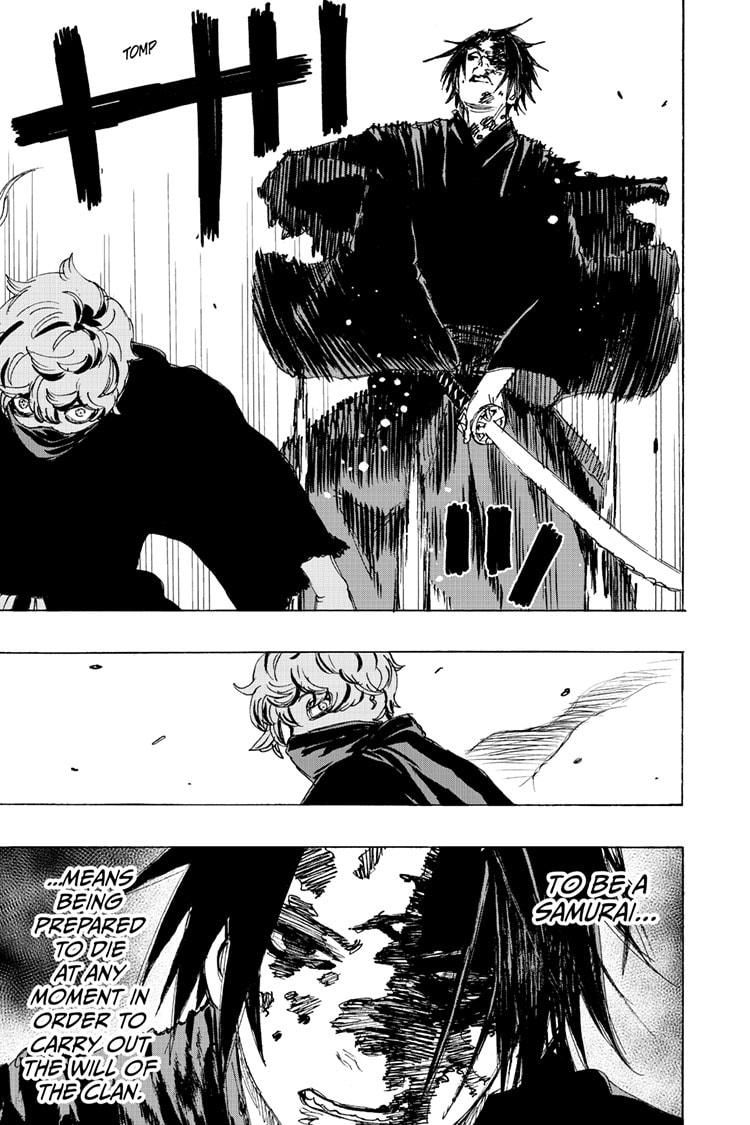 TOMP
TO BE A
SAMURAI...
...MEANS
BEING
PREPARED
TO DIE
AT ANY
MOMENT IN
ORDER TO
CARRY OUT
THE WILL OF
THE CLAN.